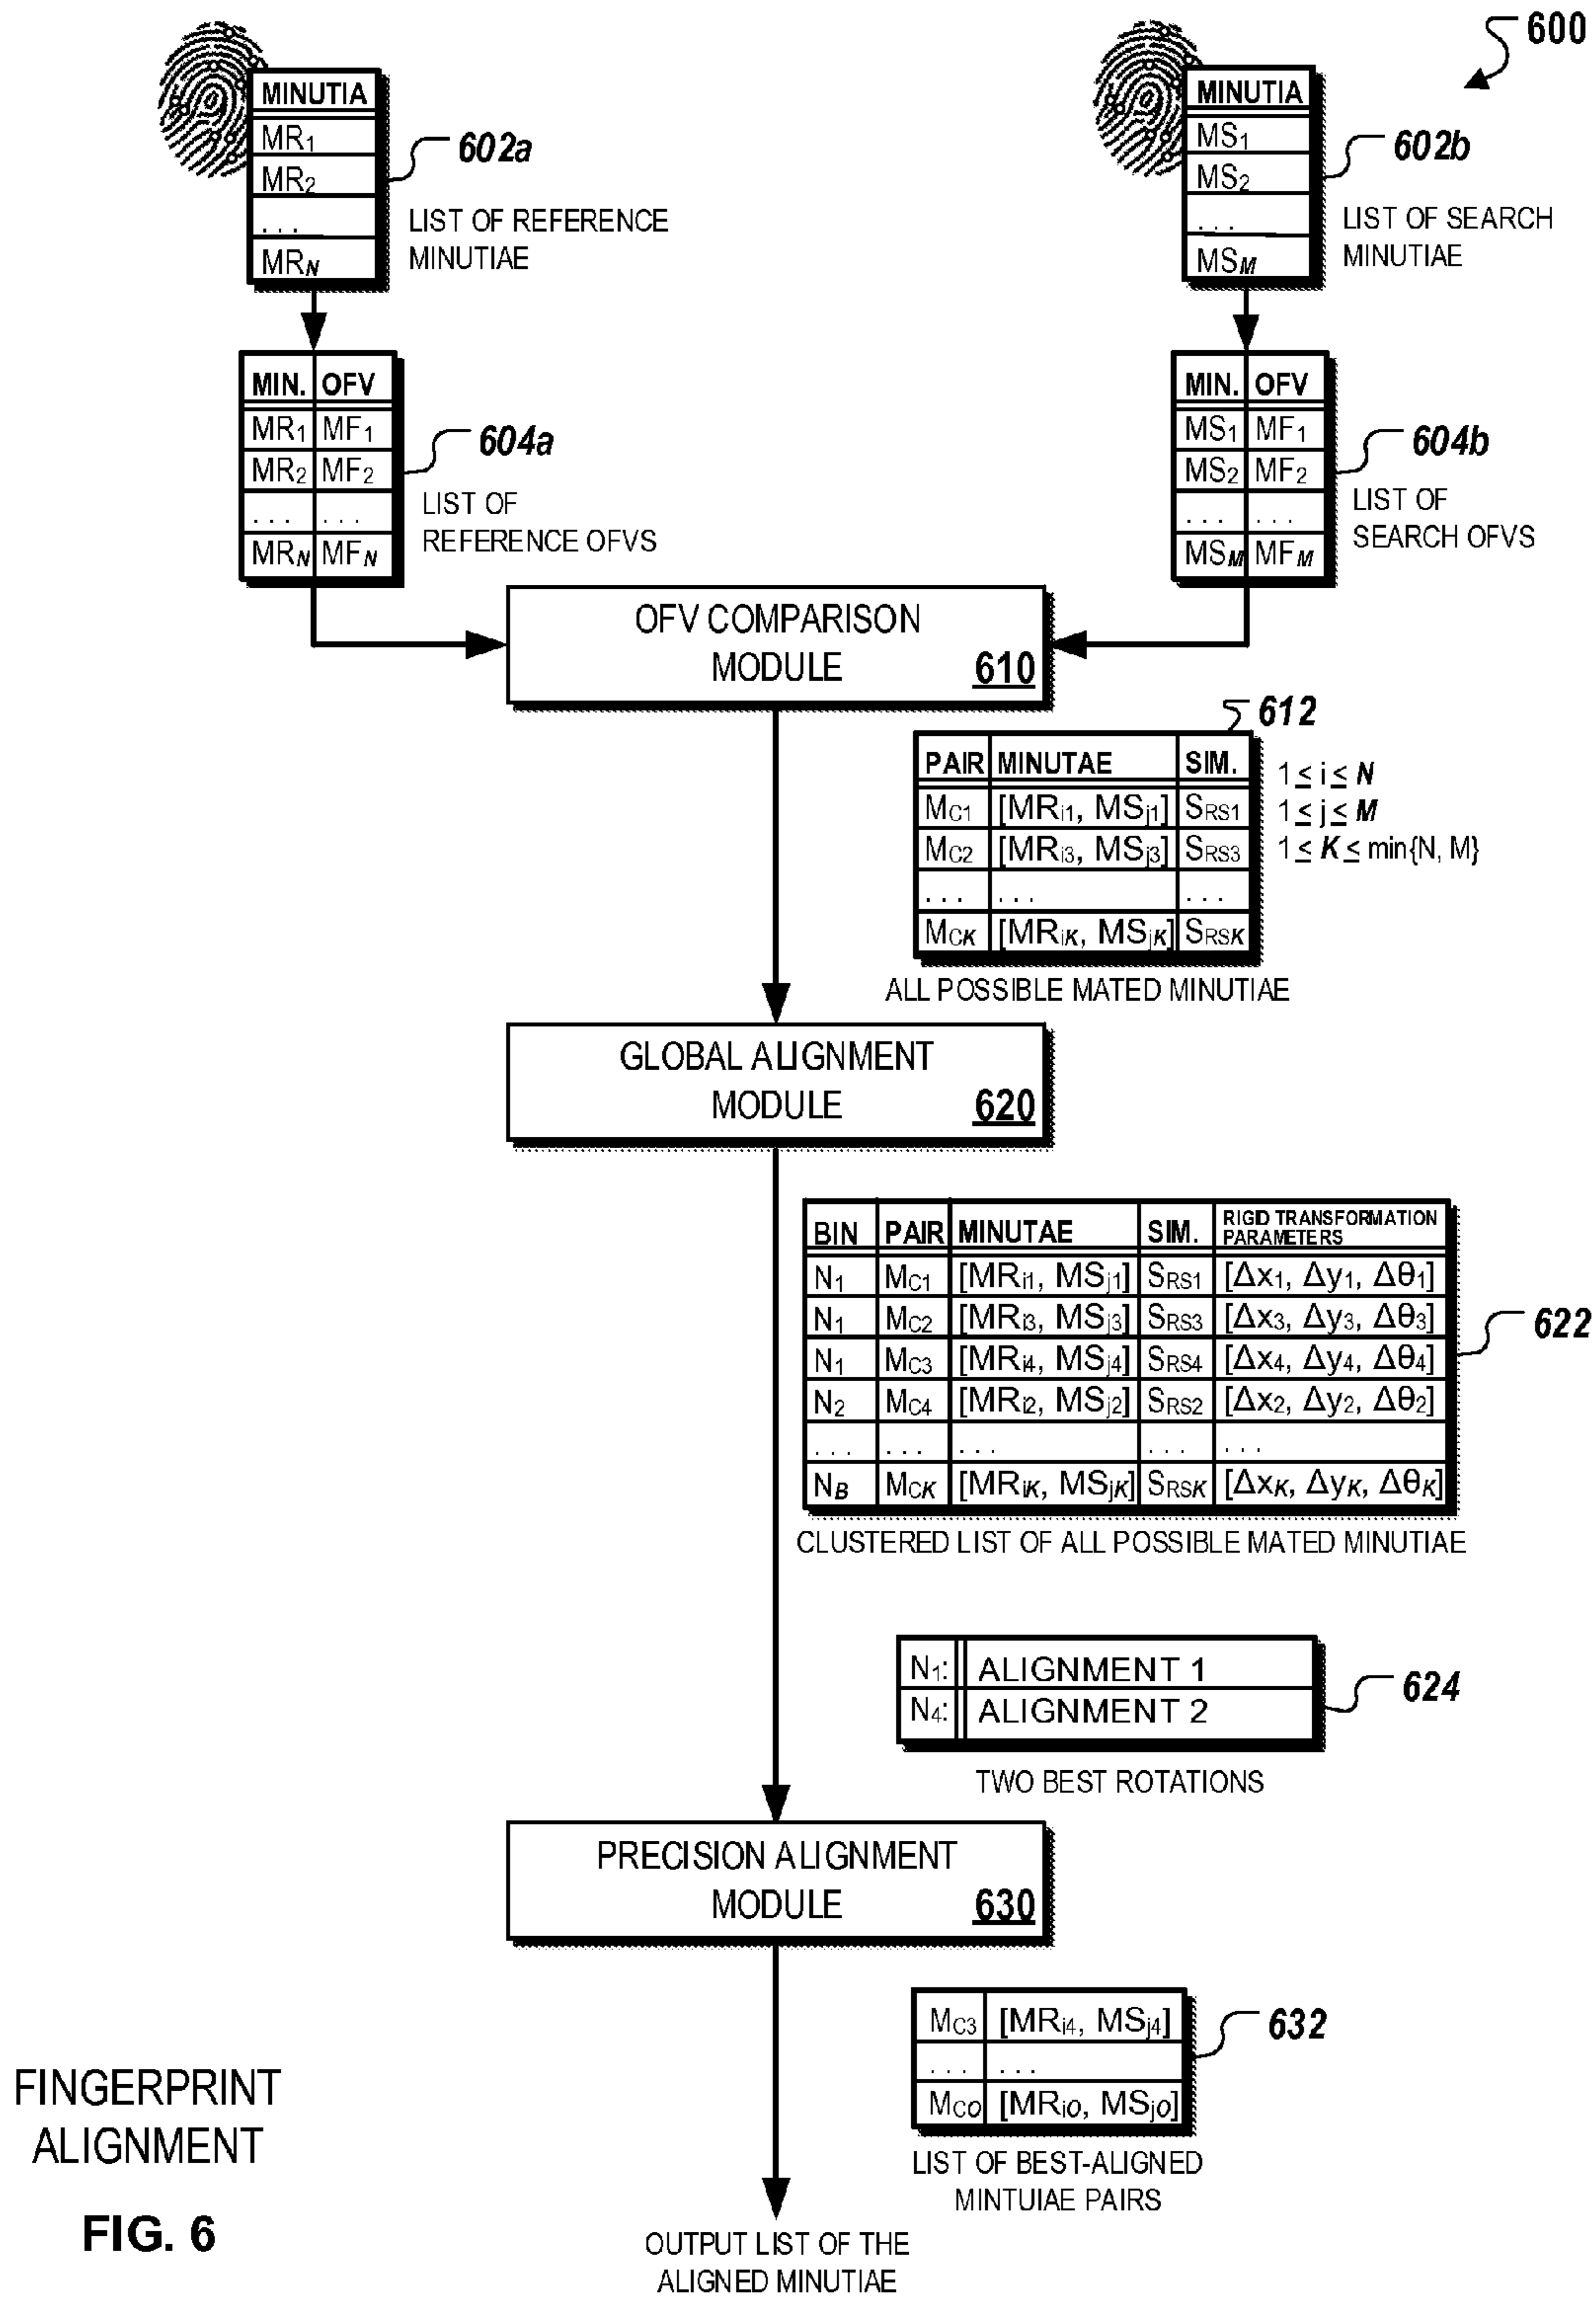 600
MINUTIA
MR1
MR2
...
MRN
602a
LIST OF REFERENCE
MINUTIAE
MINUTIA
MS1
MS2
...
MSM
602b
LIST OF SEARCH
MINUTIAE
MIN. OFV
MR1 MF1
MR2 MF2
... ...
MRN MFN
604a
LIST OF
REFERENCE OFVS
MIN. OFV
MS1 MF1
MS2 MF2
... ...
MSM MFM
604b
LIST OF
SEARCH OFVS
OFV COMPARISON
MODULE 610
612
PAIR MINUTAE SIM.
MC1 [MRi1, MSj1] SRS1
MC2 [MRi3, MSj3] SRS3
... ... ...
MCK [MRiK, MSjK] SRSK
1 ≤ i ≤ N
1 ≤ j ≤ M
1 ≤ K ≤ min{N, M}
ALL POSSIBLE MATED MINUTIAE
GLOBAL ALIGNMENT
MODULE 620
BIN PAIR MINUTAE SIM. RIGID TRANSFORMATION PARAMETERS
N1 MC1 [MRi1, MSj1] SRS1 [Δx1, Δy1, Δθ1]
N1 MC2 [MRi3, MSj3] SRS3 [Δx3, Δy3, Δθ3]
N1 MC3 [MRi4, MSj4] SRS4 [Δx4, Δy4, Δθ4]
N2 MC4 [MRi2, MSj2] SRS2 [Δx2, Δy2, Δθ2]
... ... ... ... ...
NB MCK [MRiK, MSjK] SRSK [ΔxK, ΔyK, ΔθK]
622
CLUSTERED LIST OF ALL POSSIBLE MATED MINUTIAE
N1: ALIGNMENT 1
N4: ALIGNMENT 2
624
TWO BEST ROTATIONS
PRECISION ALIGNMENT
MODULE 630
MC3 [MRi4, MSj4]
... ...
MCO [MRiO, MSjO]
632
LIST OF BEST-ALIGNED
MINTUIAE PAIRS
FINGERPRINT
ALIGNMENT
FIG. 6
OUTPUT LIST OF THE
ALIGNED MINUTIAE